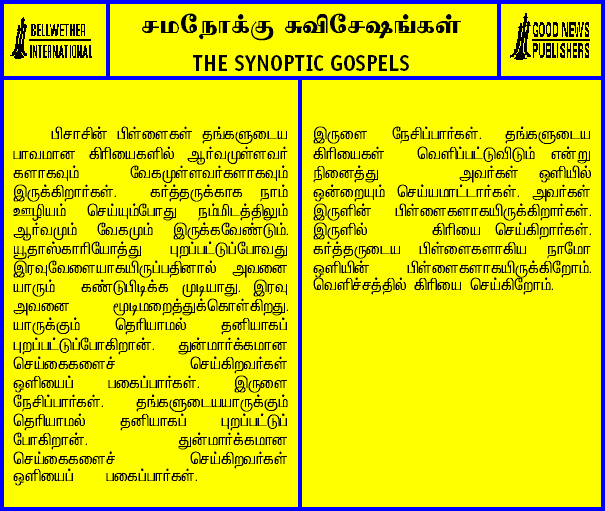 BELLWETHER
INTERNATIONAL
சமநோக்கு சுவிசேஷங்கள்
THE SYNOPTIC GOSPELS
GOOD NEWS
PUBLISHERS
பிசாசின் பிள்ளைகள் தங்களுடைய
பாவமான கிரியைகளில் ஆர்வமுள்ளவர்
களாகவும் வேகமுள்ளவர்களாகவும்
இருக்கிறார்கள். கர்த்தருக்காக நாம்
ஊழியம் செய்யும்போது நம்மிடத்திலும்
ஆர்வமும் வேகமும் இருக்கவேண்டும்.
யூதாஸ்காரியோத்து புறப்பட்டுப்போவது
இரவுவேளையாகயிருப்பதினால் அவனை
யாரும் கண்டுபிடிக்க முடியாது. இரவு
அவனை மூடிமறைத்துக்கொள்கிறது.
யாருக்கும் தெரியாமல் தனியாகப்
புறப்பட்டுப்போகிறான். துன்மார்க்கமான
செய்கைகளைச் செய்கிறவர்கள்
ஒளியைப் பகைப்பார்கள். இருளை
நேசிப்பார்கள். தங்களுடையயாருக்கும்
தெரியாமல் தனியாகப் புறப்பட்டுப்
போகிறான். துன்மார்க்கமான
செய்கைகளைச் செய்கிறவர்கள்
ஒளியைப் பகைப்பார்கள்.
இருளை நேசிப்பார்கள். தங்களுடைய
கிரியைகள் வெளிப்பட்டுவிடும் என்று
நினைத்து அவர்கள் ஒளியில்
ஒன்றையும் செய்யமாட்டார்கள். அவர்கள்
இருளின் பிள்ளைகளாகயிருக்கிறார்கள்.
இருளில் கிரியை செய்கிறார்கள்.
கர்த்தருடைய பிள்ளைகளாகிய நாமோ
ஒளியின் பிள்ளைகளாகயிருக்கிறோம்.
வெளிச்சத்தில் கிரியை செய்கிறோம்.